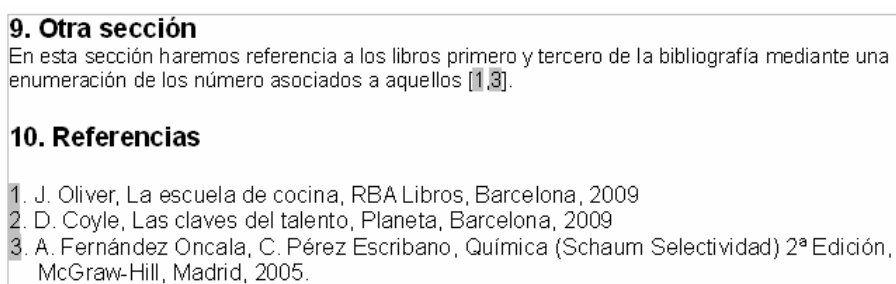 9. Otra sección
En esta sección haremos referencia a los libros primero y tercero de la bibliografía mediante una
enumeración de los número asociados a aquellos [1,3].
10. Referencias
1. J. Oliver, La escuela de cocina, RBA Libros, Barcelona, 2009
2. D. Coyle, Las claves del talento, Planeta, Barcelona, 2009
3. A. Fernández Oncala, C. Pérez Escribano, Química (Schaum Selectividad) 2ª Edición,
McGraw-Hill, Madrid, 2005.